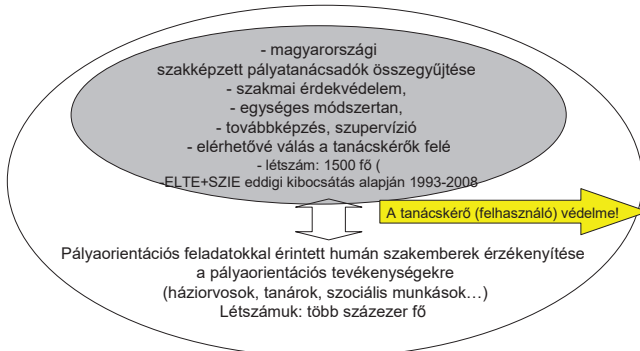 - magyarországi
szakképzett pályatanácsadók összegyűjtése
- szakmai érdekvédelem,
- egységes módszertan,
- továbbképzés, szupervízió
- elérhetővé válás a tanácskérők felé
- létszám: 1500 fő (
-ELTE+SZIE eddigi kibocsátás alapján 1993-2008
A tanácskérő (felhasználó) védelme!
Pályaorientációs feladatokkal érintett humán szakemberek érzékenyítése
a pályaorientációs tevékenységekre
(háziorvosok, tanárok, szociális munkások…)
Létszámuk: több százezer fő